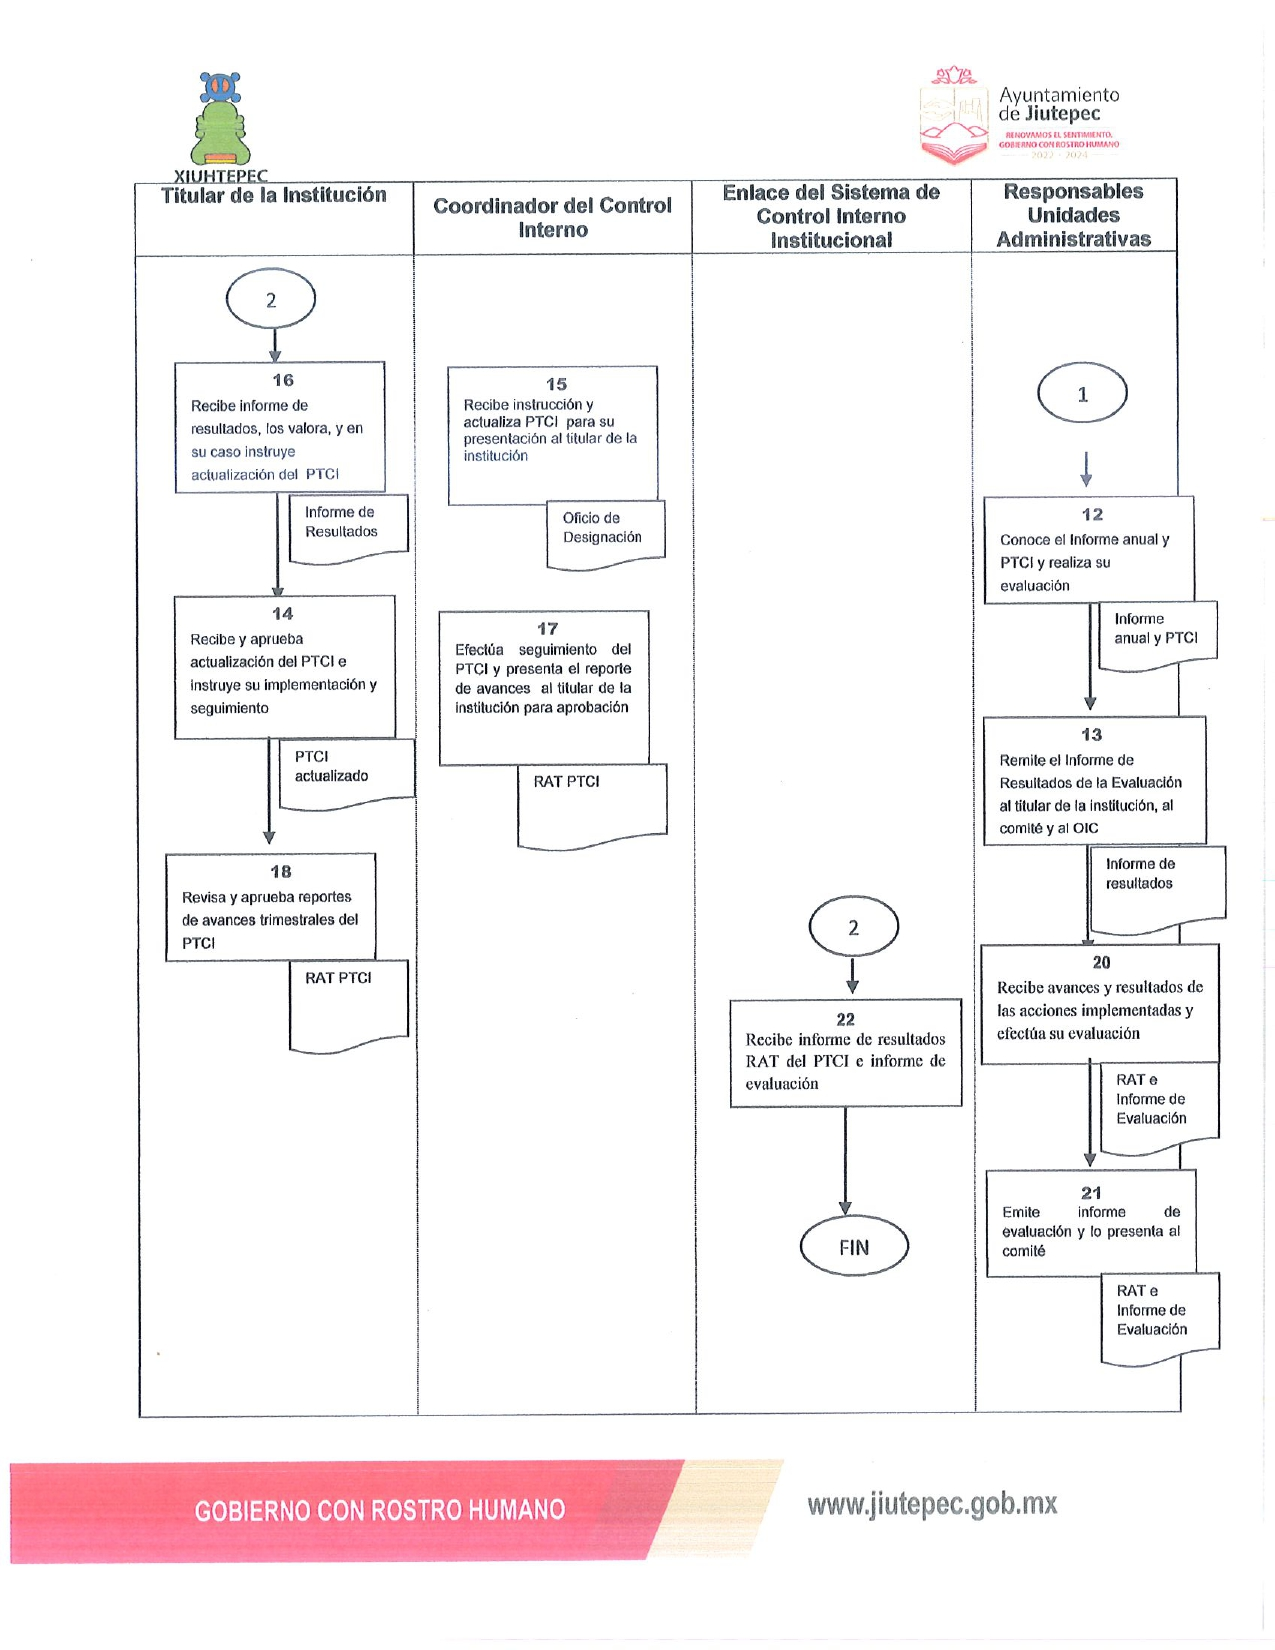 XIUHTEPEC
Ayuntamiento
de Jiutepec
RENOVAMOS EL SENTIMIENTO,
GOBIERNO CON ROSTRO HUMANO
2022 - 2024
Titular de la Institución
Coordinador del Control
Interno
Enlace del Sistema de
Control Interno
Institucional
Responsables
Unidades
Administrativas
2
16
Recibe informe de
resultados, los valora, y en
su caso instruye
actualización del PTCI
Informe de
Resultados
14
Recibe y aprueba
actualización del PTCI e
instruye su implementación y
seguimiento
PTCI
actualizado
18
Revisa y aprueba reportes
de avances trimestrales del
PTCI
RAT PTCI
15
Recibe instrucción y
actualiza PTCI para su
presentación al titular de la
institución
Oficio de
Designación
17
Efectúa seguimiento del
PTCI y presenta el reporte
de avances al titular de la
institución para aprobación
RAT PTCI
2
22
Recibe informe de resultados
RAT del PTCI e informe de
evaluación
FIN
1
12
Conoce el Informe anual y
PTCI y realiza su
evaluación
Informe
anual y PTCI
13
Remite el Informe de
Resultados de la Evaluación
al titular de la institución, al
comité y al OIC
Informe de
resultados
20
Recibe avances y resultados de
las acciones implementadas y
efectúa su evaluación
RAT e
Informe de
Evaluación
21
Emite informe de
evaluación y lo presenta al
comité
RAT e
Informe de
Evaluación
GOBIERNO CON ROSTRO HUMANO
www.jiutepec.gob.mx